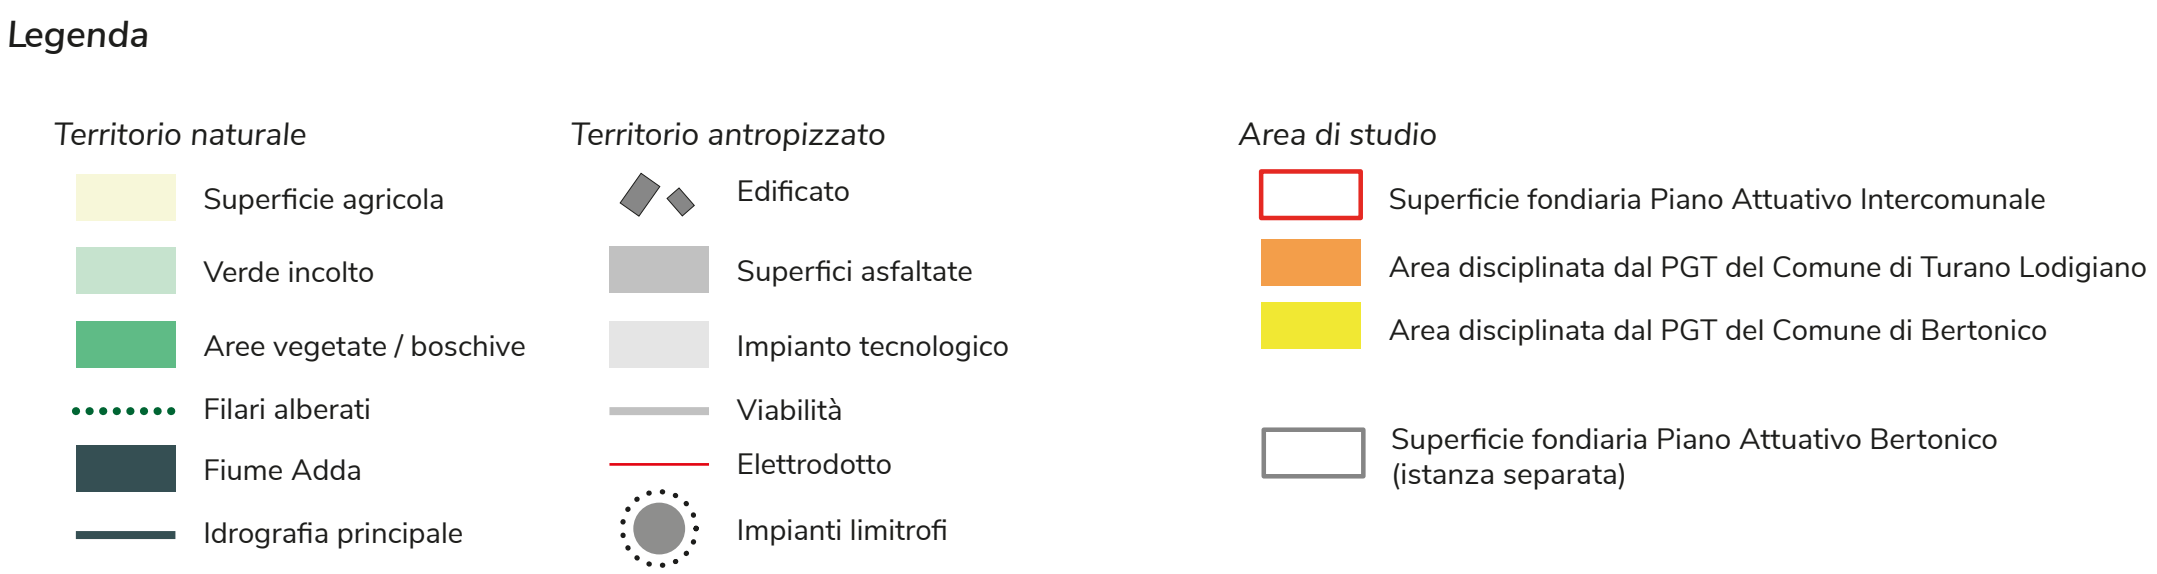 Legenda
Territorio naturale
Superficie agricola
Verde incolto
Aree vegetate / boschive
Filari alberati
Fiume Adda
Idrografia principale
Territorio antropizzato
Edificato
Superfici asfaltate
Impianto tecnologico
Viabilità
Elettrodotto
Impianti limitrofi
Area di studio
Superficie fondiaria Piano Attuativo Intercomunale
Area disciplinata dal PGT del Comune di Turano Lodigiano
Area disciplinata dal PGT del Comune di Bertonico
Superficie fondiaria Piano Attuativo Bertonico
(istanza separata)